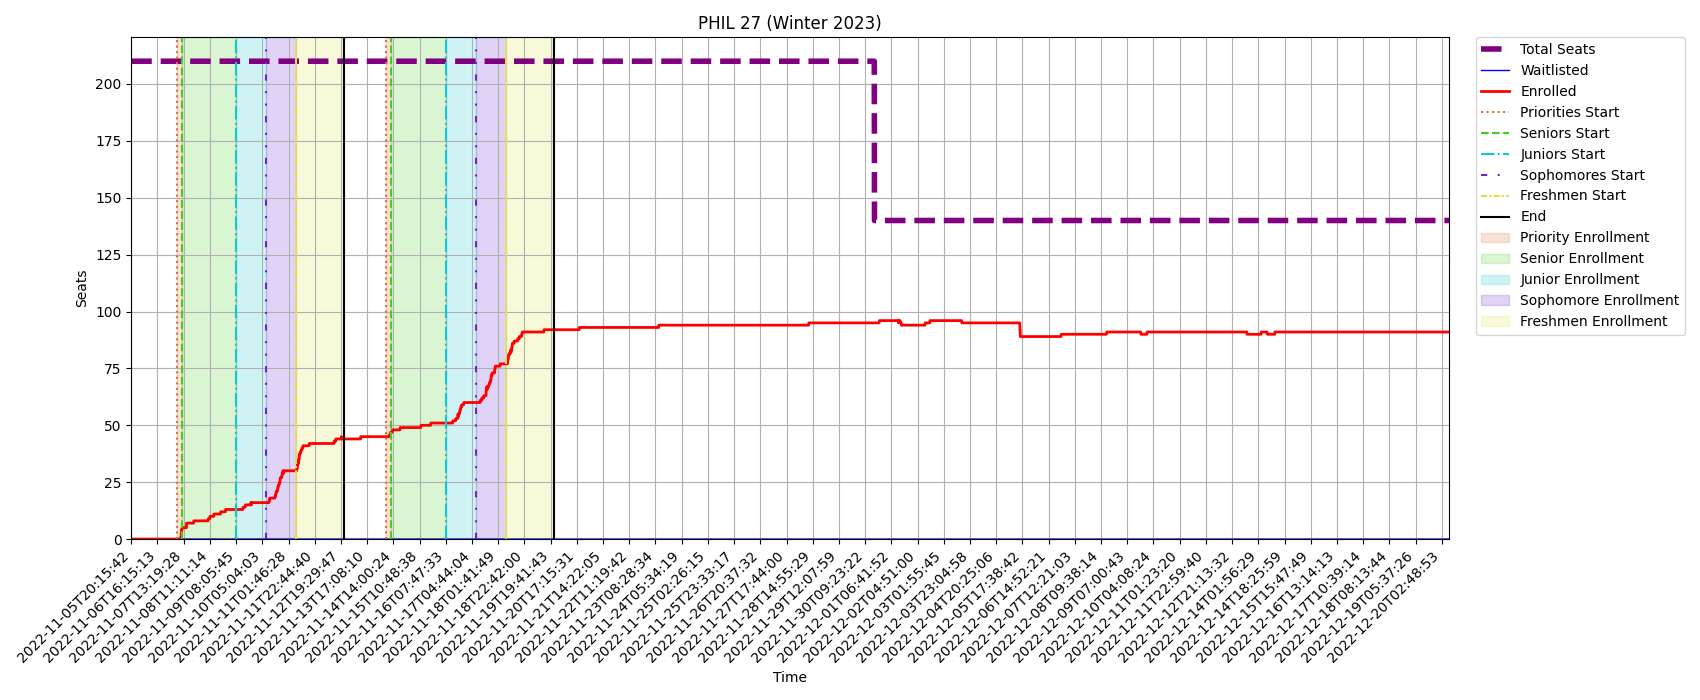 PHIL 27 (Winter 2023)
Seats
200
175
150
125
100
75
50
25
0
2022-11-05T20:15:42
2022-11-06T16:15:13
2022-11-07T13:19:28
2022-11-08T11:11:14
2022-11-09T08:05:45
2022-11-10T05:04:03
2022-11-11T01:46:28
2022-11-11T22:44:40
2022-11-12T19:29:47
2022-11-13T17:08:10
2022-11-14T14:00:24
2022-11-15T10:48:38
2022-11-16T07:47:33
2022-11-17T04:44:04
2022-11-18T01:41:49
2022-11-18T22:42:00
2022-11-19T19:41:43
2022-11-20T17:15:31
2022-11-21T14:22:05
2022-11-22T11:19:42
2022-11-23T08:28:34
2022-11-24T05:34:19
2022-11-25T02:26:15
2022-11-25T23:33:17
2022-11-26T20:37:32
2022-11-27T17:44:00
2022-11-28T14:55:29
2022-11-29T12:07:59
2022-11-30T09:23:22
2022-12-01T06:41:52
2022-12-02T04:51:00
2022-12-03T01:55:45
2022-12-03T23:04:58
2022-12-04T20:25:06
2022-12-05T17:38:42
2022-12-06T14:52:21
2022-12-07T12:21:03
2022-12-08T09:38:14
2022-12-09T07:00:43
2022-12-10T04:08:24
2022-12-11T01:23:20
2022-12-11T22:59:40
2022-12-12T21:13:32
2022-12-14T01:56:29
2022-12-14T18:25:59
2022-12-15T15:47:49
2022-12-16T13:14:13
2022-12-17T10:39:14
2022-12-18T08:13:44
2022-12-19T05:37:26
2022-12-20T02:48:53
Time
Total Seats
Waitlisted
Enrolled
Priorities Start
Seniors Start
Juniors Start
Sophomores Start
Freshmen Start
End
Priority Enrollment
Senior Enrollment
Junior Enrollment
Sophomore Enrollment
Freshmen Enrollment